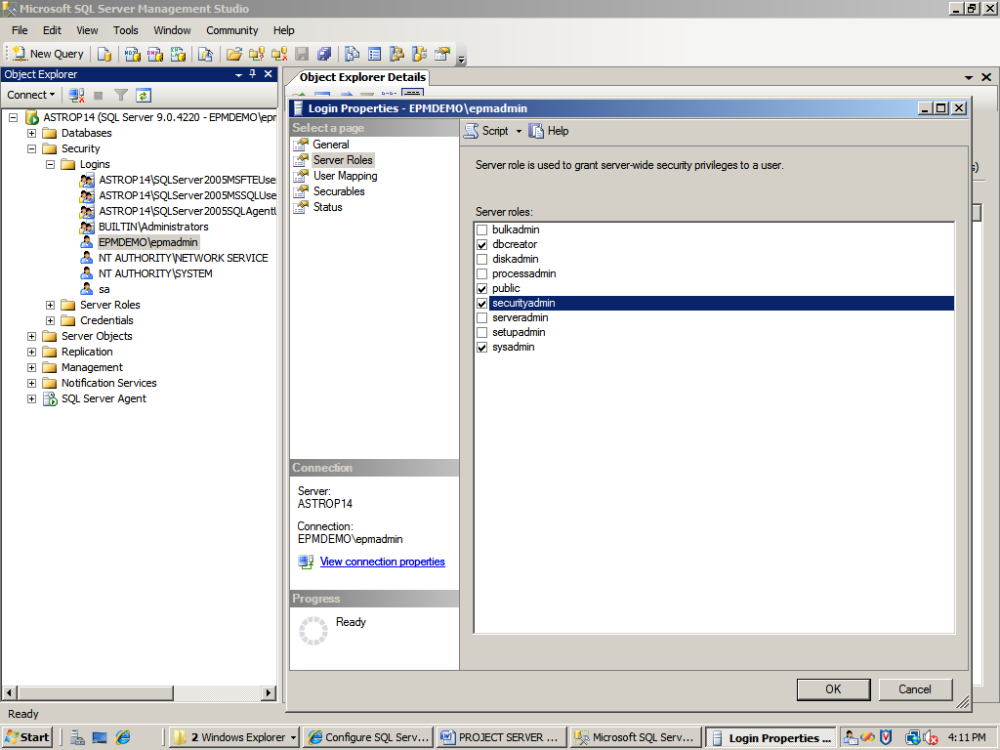 Microsoft SQL Server Management Studio
File Edit View Tools Window Community Help
New Query
Object Explorer
Connect
ASTROP14 (SQL Server 9.0.4220 - EPMDEMO\epr
Databases
Security
Logins
ASTROP14\SQLServer2005MSFTEUse
ASTROP14\SQLServer2005MSSQLUse
ASTROP14\SQLServer2005SQLAgentU
BUILTIN\Administrators
EPMDEMO\epmadmin
NT AUTHORITY\NETWORK SERVICE
NT AUTHORITY\SYSTEM
sa
Server Roles
Credentials
Server Objects
Replication
Management
Notification Services
SQL Server Agent
Object Explorer Details
Login Properties - EPMDEMO\epmadmin
Select a page
General
Server Roles
User Mapping
Securables
Status
Script Help
Server role is used to grant server-wide security privileges to a user.
Server roles:
bulkadmin
dbcreator
diskadmin
processadmin
public
securityadmin
serveradmin
setupadmin
sysadmin
Connection
Server:
ASTROP14
Connection:
EPMDEMO\epmadmin
View connection properties
Progress
Ready
OK Cancel
s)
Ready
Start 2 Windows Explorer Configure SQL Serv... PROJECT SERVER ... Microsoft SQL Serv... Login Properties ... 4:11 PM